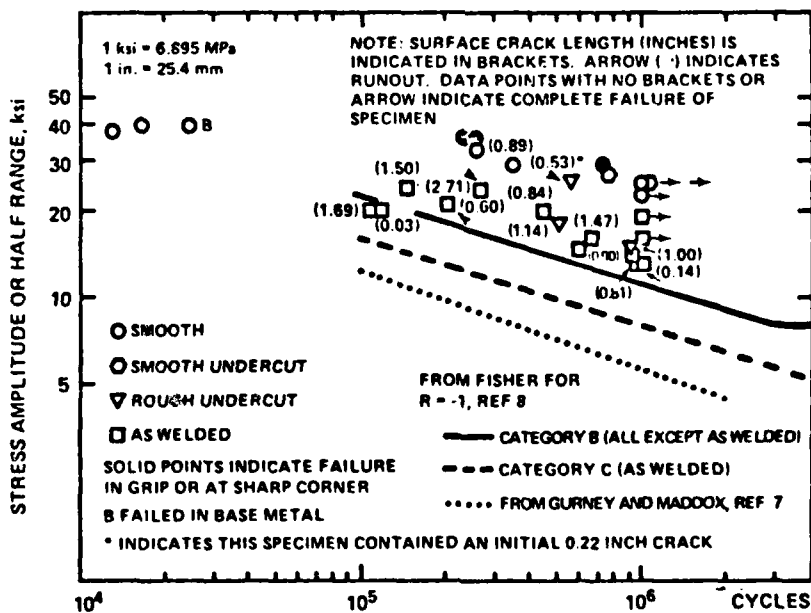 1 ksi = 6.895 MPa
1 in. = 25.4 mm
NOTE: SURFACE CRACK LENGTH (INCHES) IS
INDICATED IN BRACKETS. ARROW ( ) INDICATES
RUNOUT. DATA POINTS WITH NO BRACKETS OR
ARROW INDICATE COMPLETE FAILURE OF
SPECIMEN
STRESS AMPLITUDE OR HALF RANGE, ksi
50
40
30
20
10
5
B
(0.89)
(0.53)*
(1.50)
(2.71)
(0.60)
(0.84)
(1.69)
(0.03)
(1.14)
(1.47)
(1.00)
(0.14)
(0.61)
SMOOTH
SMOOTH UNDERCUT
ROUGH UNDERCUT
AS WELDED
SOLID POINTS INDICATE FAILURE
IN GRIP OR AT SHARP CORNER
B FAILED IN BASE METAL
* INDICATES THIS SPECIMEN CONTAINED AN INITIAL 0.22 INCH CRACK
FROM FISHER FOR
R = -1, REF 8
CATEGORY B (ALL EXCEPT AS WELDED)
CATEGORY C (AS WELDED)
FROM GURNEY AND MADDOX, REF 7
10⁴
10⁵
10⁶
CYCLES